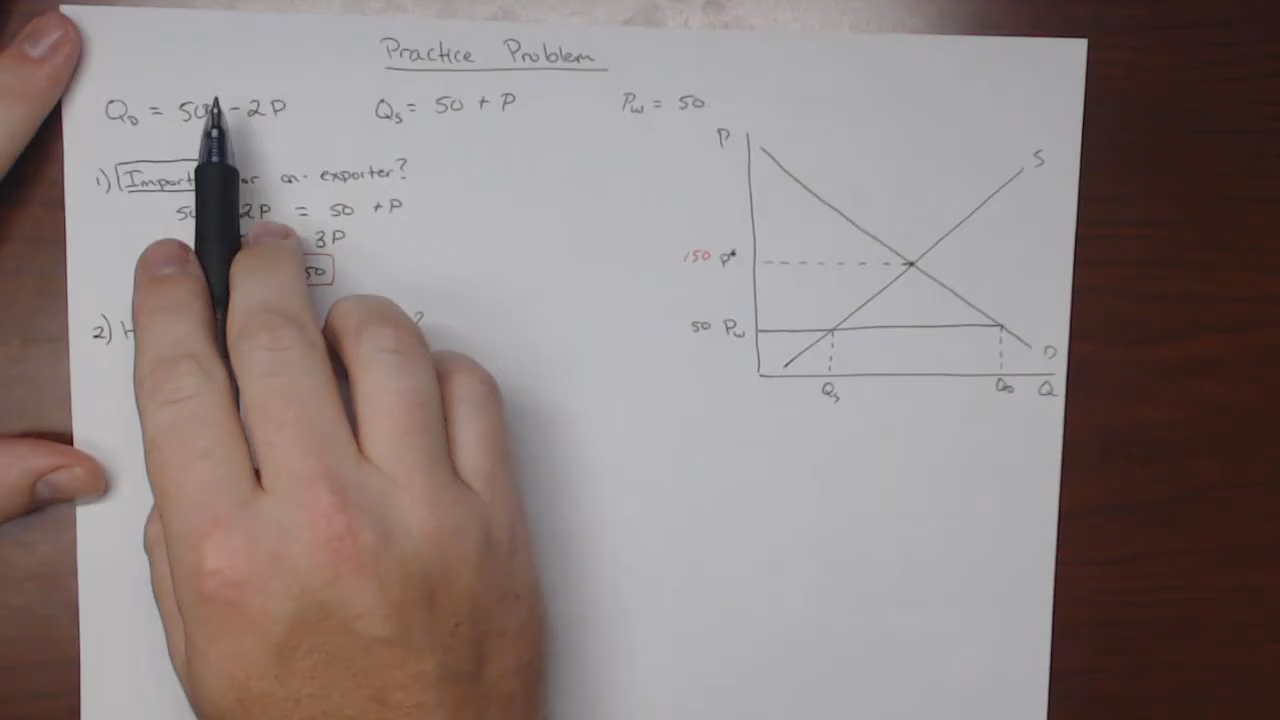 Practice Problem
Q_D = 50 - 2P
Q_S = 50 + P
P_W = 50
1) Import or an exporter?
2P = 50 + P
3P
50
2) H ?
P
S
150 P*
50 P_W
D
Q_S
Q_D
Q